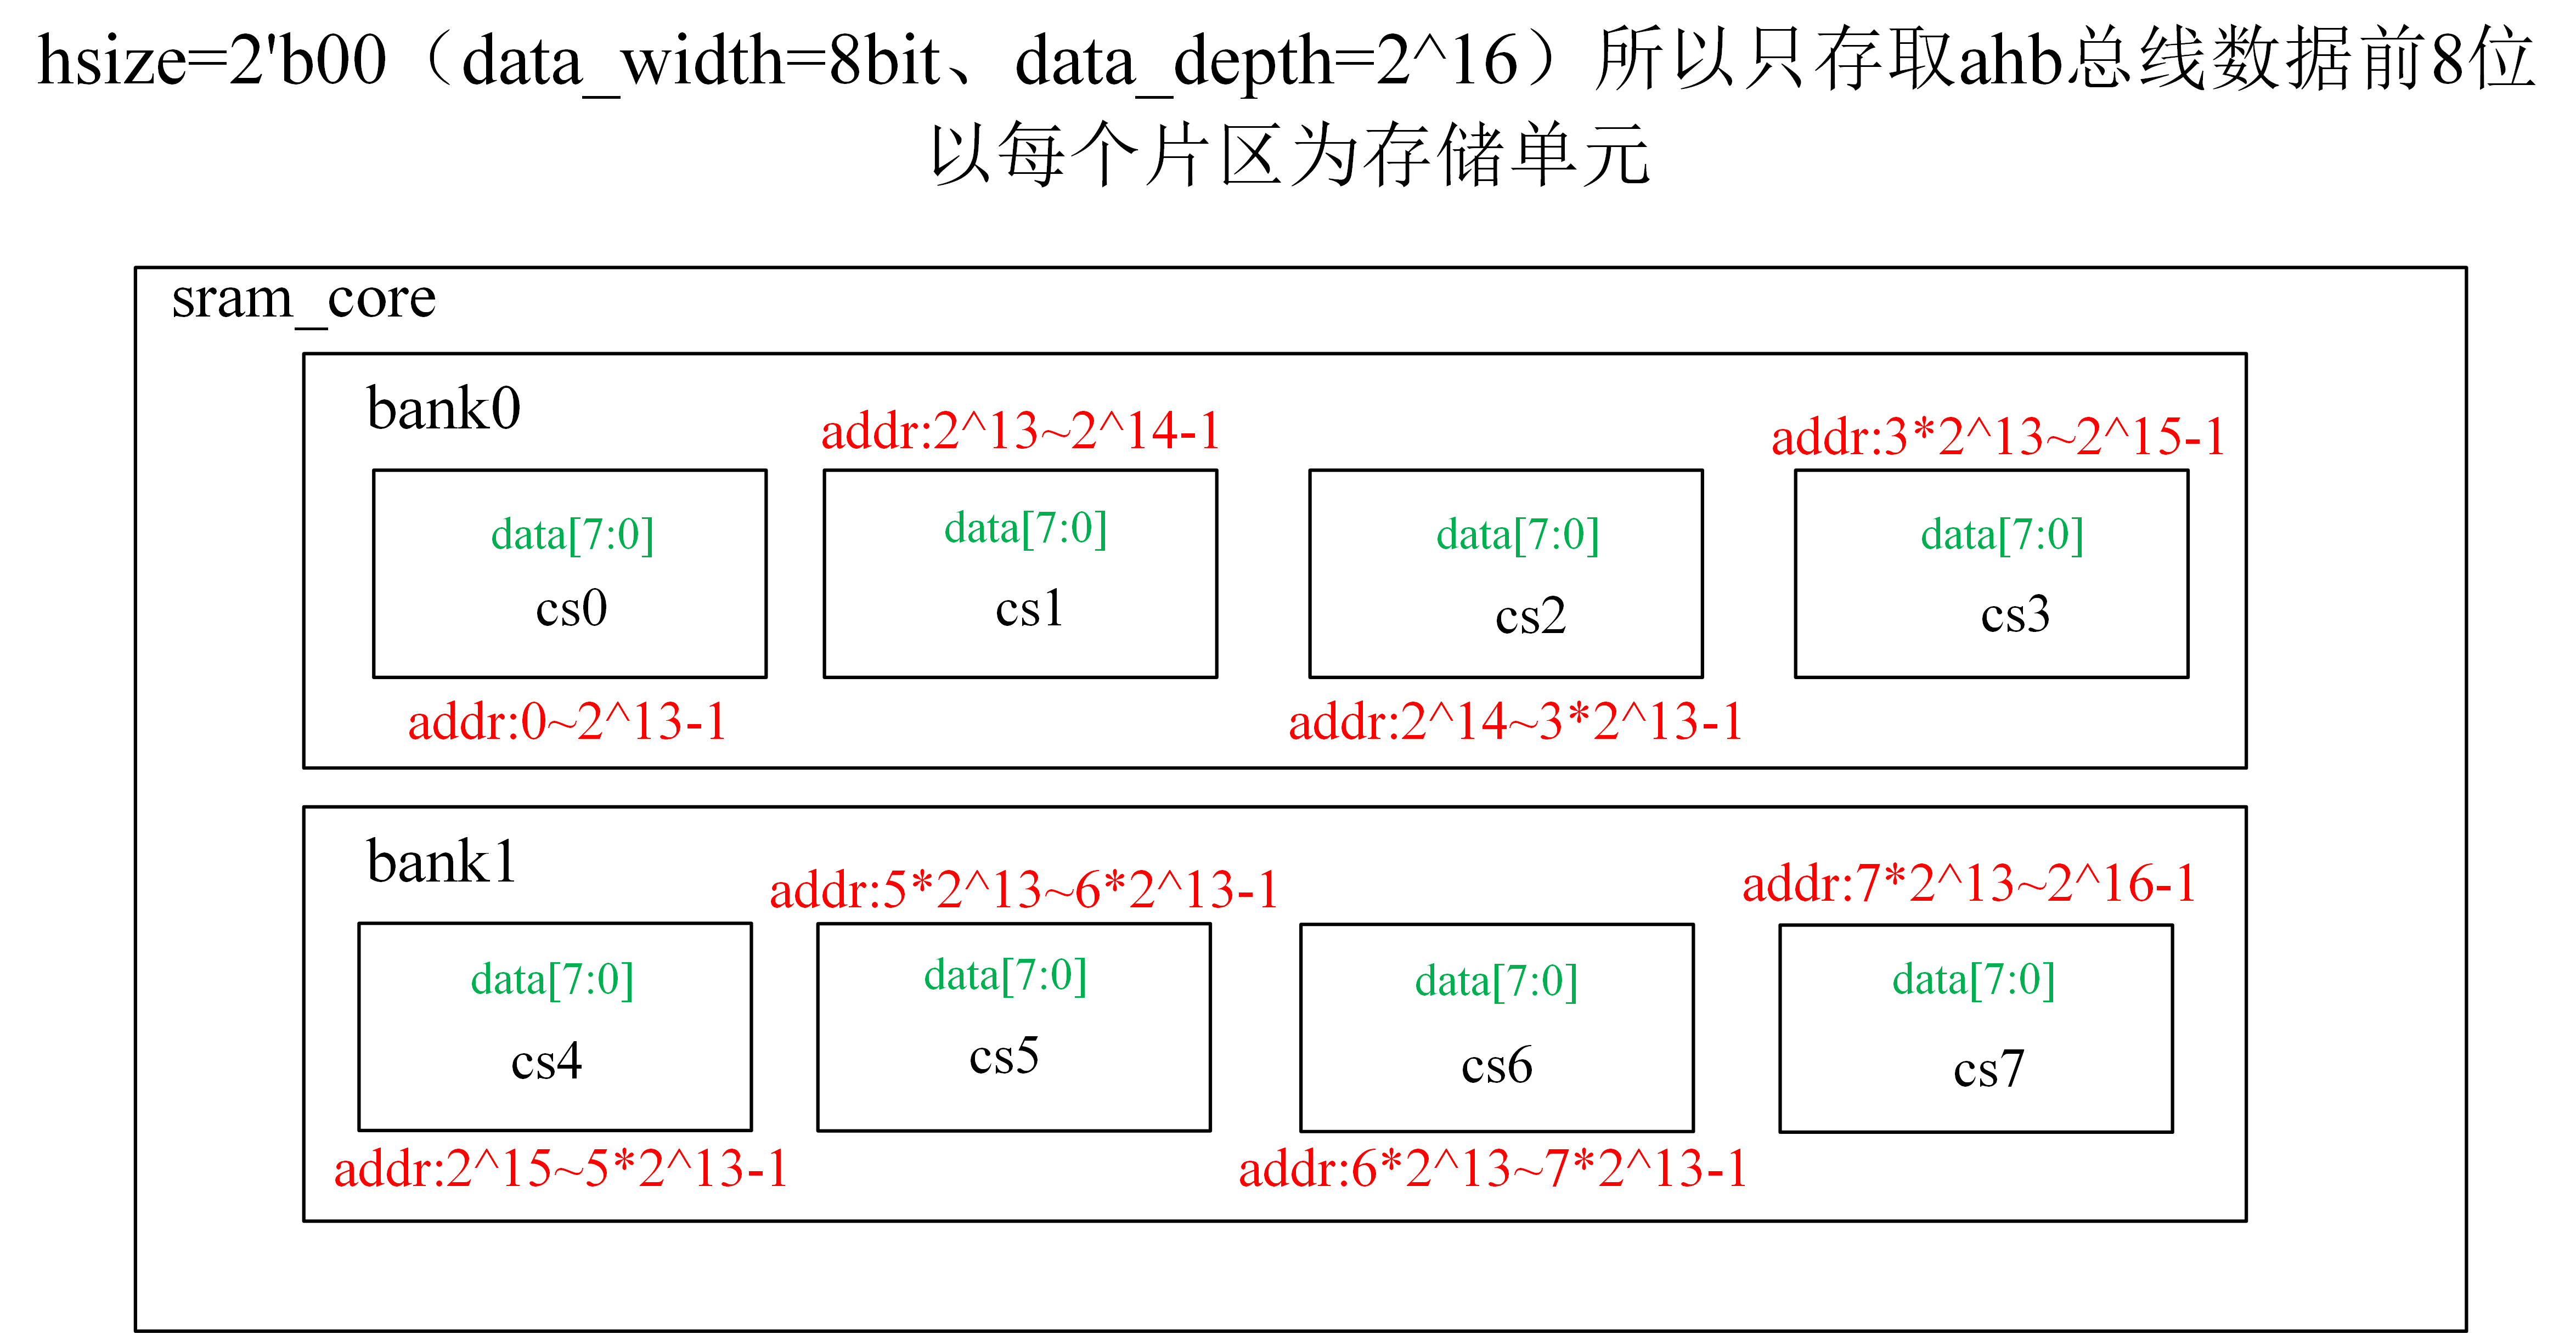 hsize=2'b00（data_width=8bit、data_depth=2^16）所以只存取ahb总线数据前8位
以每个片区为存储单元
sram_core
bank0
addr:2^13~2^14-1
addr:3*2^13~2^15-1
data[7:0]
data[7:0]
data[7:0]
data[7:0]
cs0
cs1
cs2
cs3
addr:0~2^13-1
addr:2^14~3*2^13-1
bank1
addr:5*2^13~6*2^13-1
addr:7*2^13~2^16-1
data[7:0]
data[7:0]
data[7:0]
data[7:0]
cs4
cs5
cs6
cs7
addr:2^15~5*2^13-1
addr:6*2^13~7*2^13-1